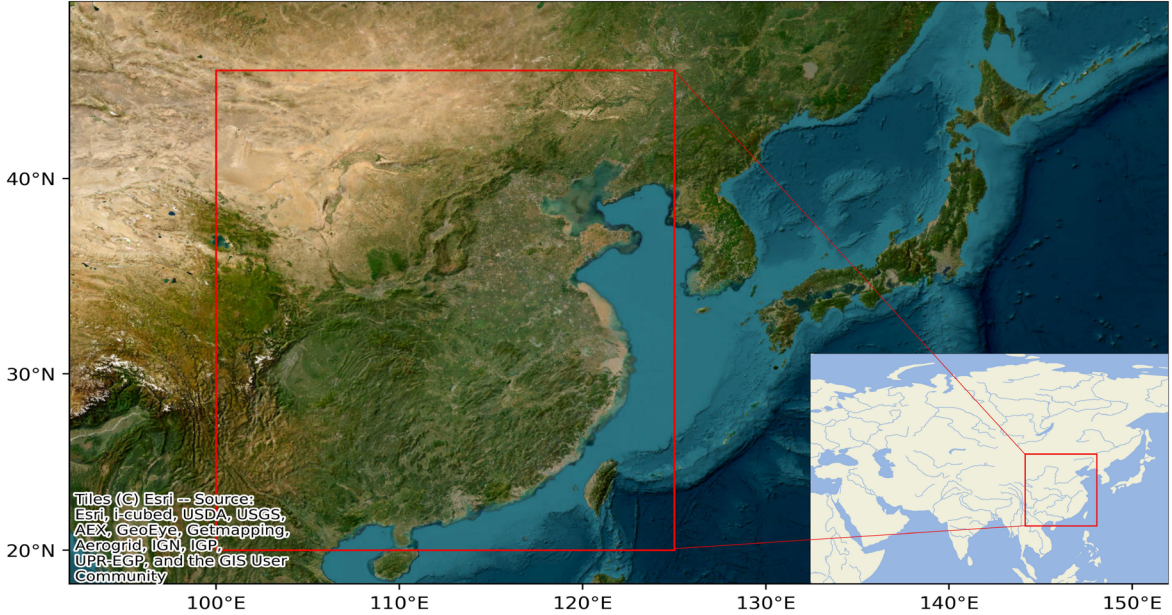 40°N
30°N
20°N
Tiles (C) Esri -- Source:
Esri, i-cubed, USDA, USGS,
AEX, GeoEye, Getmapping,
Aerogrid, IGN, IGP,
UPR-EGP, and the GIS User
Community
100°E
110°E
120°E
130°E
140°E
150°E